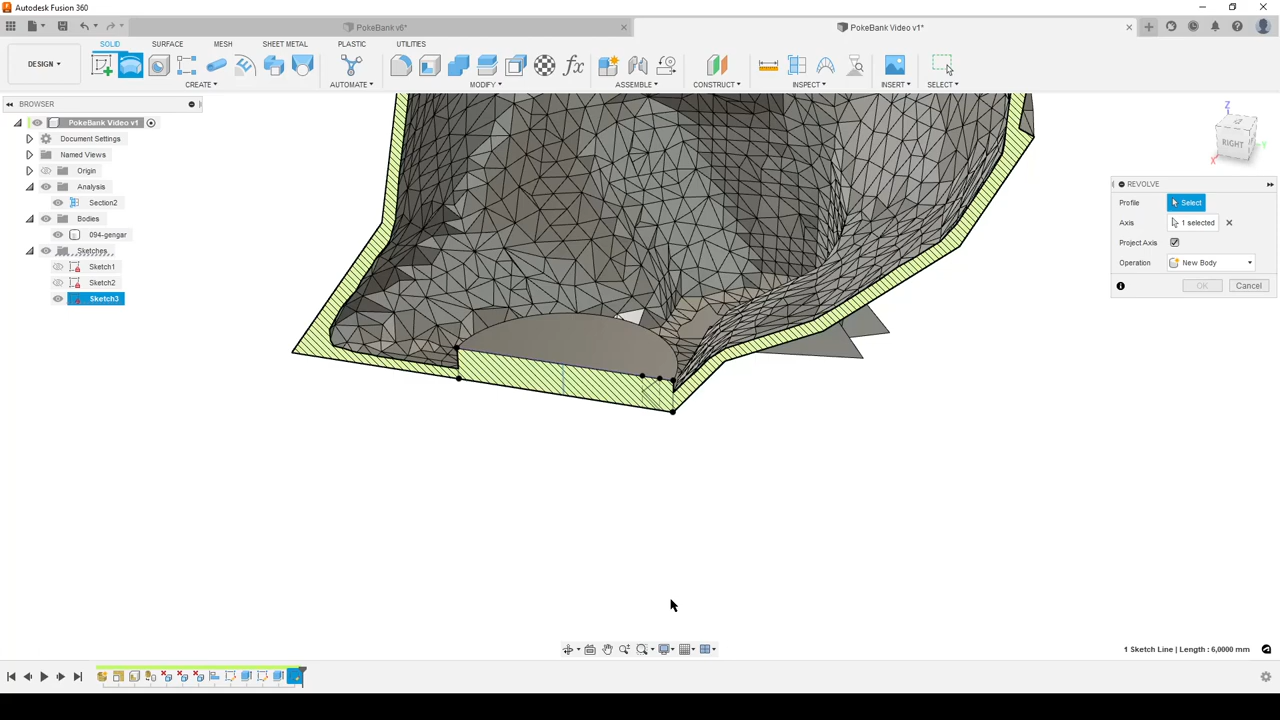 Autodesk Fusion 360
PokeBank v6*
PokeBank Video v1*
SOLID
SURFACE
MESH
SHEET METAL
PLASTIC
UTILITIES
DESIGN
CREATE
AUTOMATE
MODIFY
ASSEMBLE
CONSTRUCT
INSPECT
INSERT
SELECT
BROWSER
PokeBank Video v1
Document Settings
Named Views
Origin
Analysis
Section2
Bodies
094-gengar
Sketches
Sketch1
Sketch2
Sketch3
Z
RIGHT
X
Y
REVOLVE
Profile Select
Axis 1 selected
Project Axis
Operation New Body
OK Cancel
1 Sketch Line | Length : 6,0000 mm